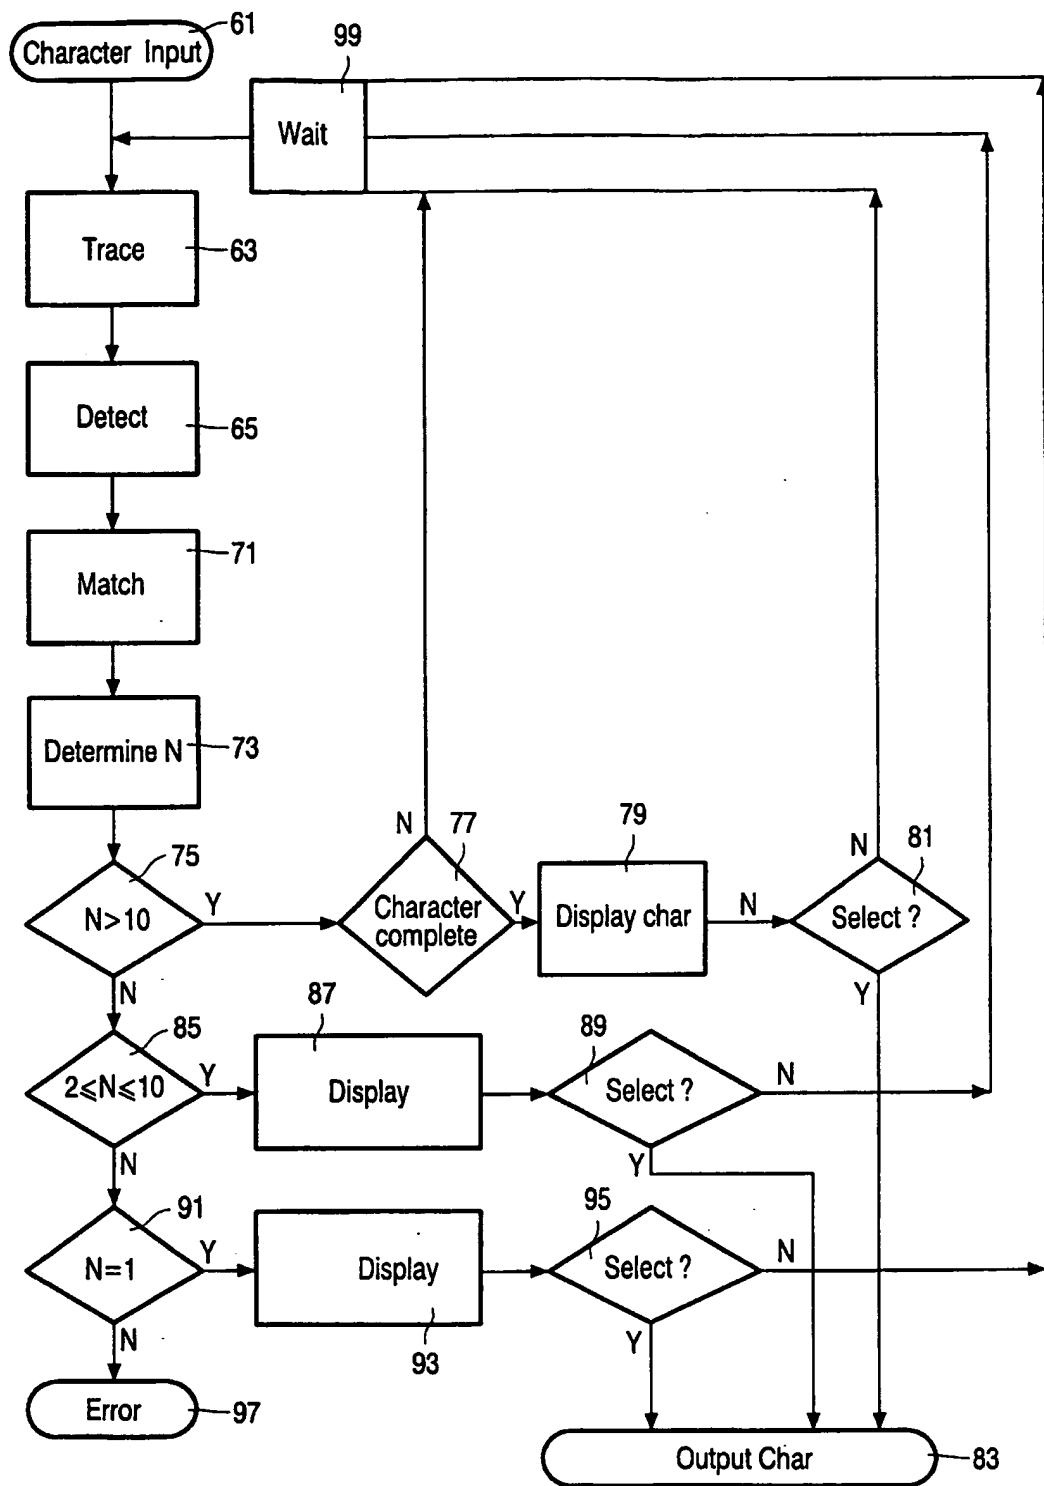 Character Input
61
99
Wait
Trace
63
Detect
65
Match
71
Determine N
73
N>10
75
Y
N
Character
complete
77
N
Y
Display char
79
N
Select ?
81
N
Y
2≤N≤10
85
Y
N
Display
87
Select ?
89
N
Y
N=1
91
Y
N
Display
93
Select ?
95
N
Y
Error
97
Output Char
83